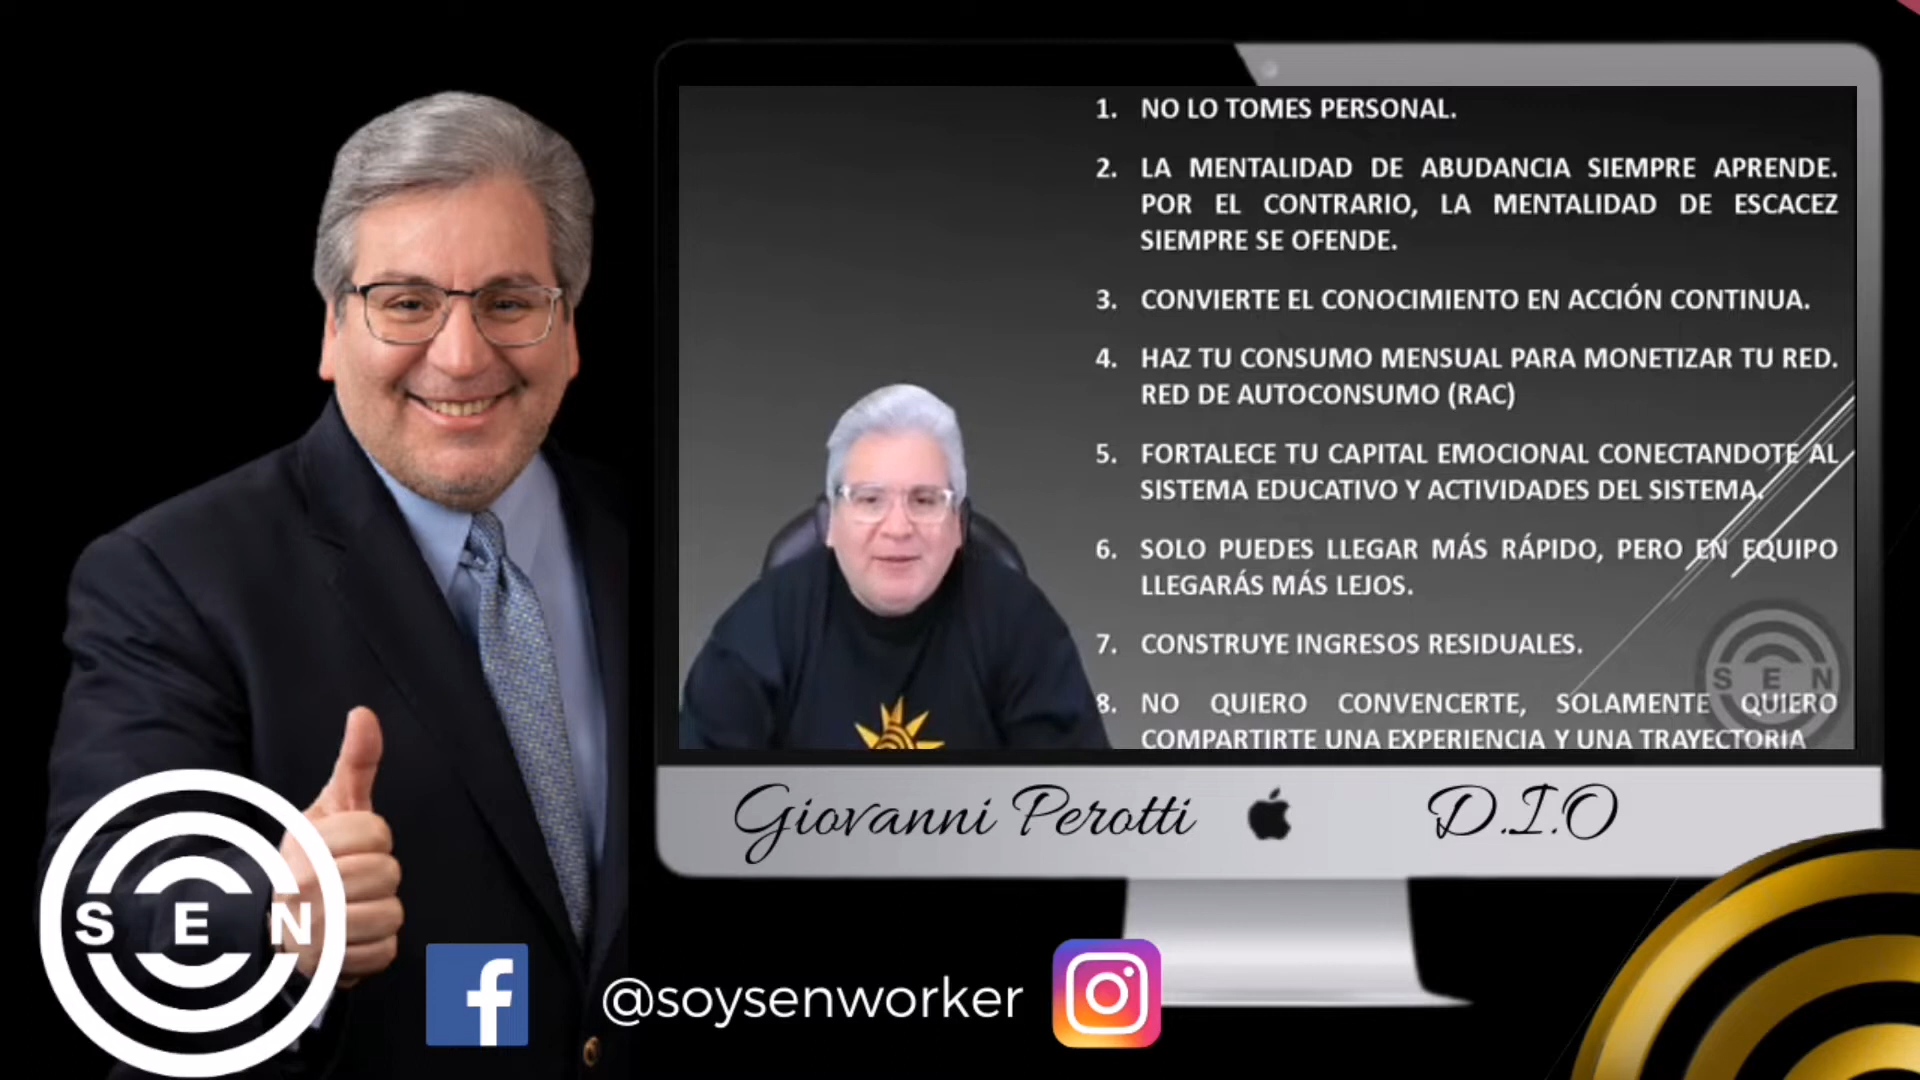 1. NO LO TOMES PERSONAL.
2. LA MENTALIDAD DE ABUDANCIA SIEMPRE APRENDE.
POR EL CONTRARIO, LA MENTALIDAD DE ESCACEZ
SIEMPRE SE OFENDE.
3. CONVIERTE EL CONOCIMIENTO EN ACCIÓN CONTINUA.
4. HAZ TU CONSUMO MENSUAL PARA MONETIZAR TU RED.
RED DE AUTOCONSUMO (RAC)
5. FORTALECE TU CAPITAL EMOCIONAL CONECTANDOTE AL
SISTEMA EDUCATIVO Y ACTIVIDADES DEL SISTEMA.
6. SOLO PUEDES LLEGAR MÁS RÁPIDO, PERO EN EQUIPO
LLEGARÁS MÁS LEJOS.
7. CONSTRUYE INGRESOS RESIDUALES.
8. NO QUIERO CONVENCERTE, SOLAMENTE QUIERO
COMPARTIRTE UNA EXPERIENCIA Y UNA TRAYECTORIA
SEN
Giovanni Perotti D.I.O
SEN
@soysenworker